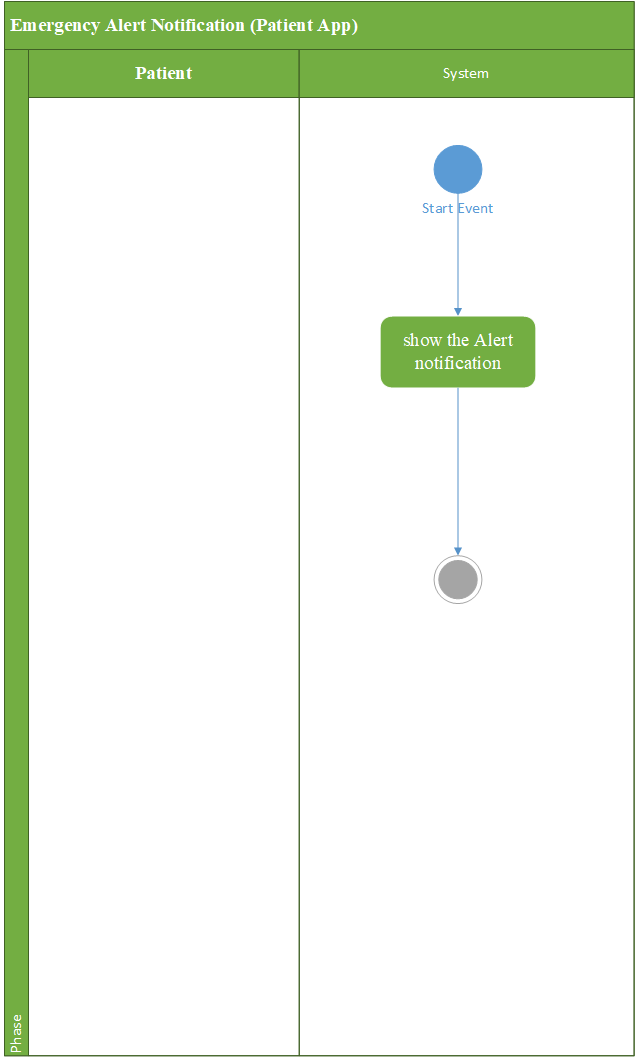 Emergency Alert Notification (Patient App)
Patient
System
Start Event
show the Alert
notification
Phase